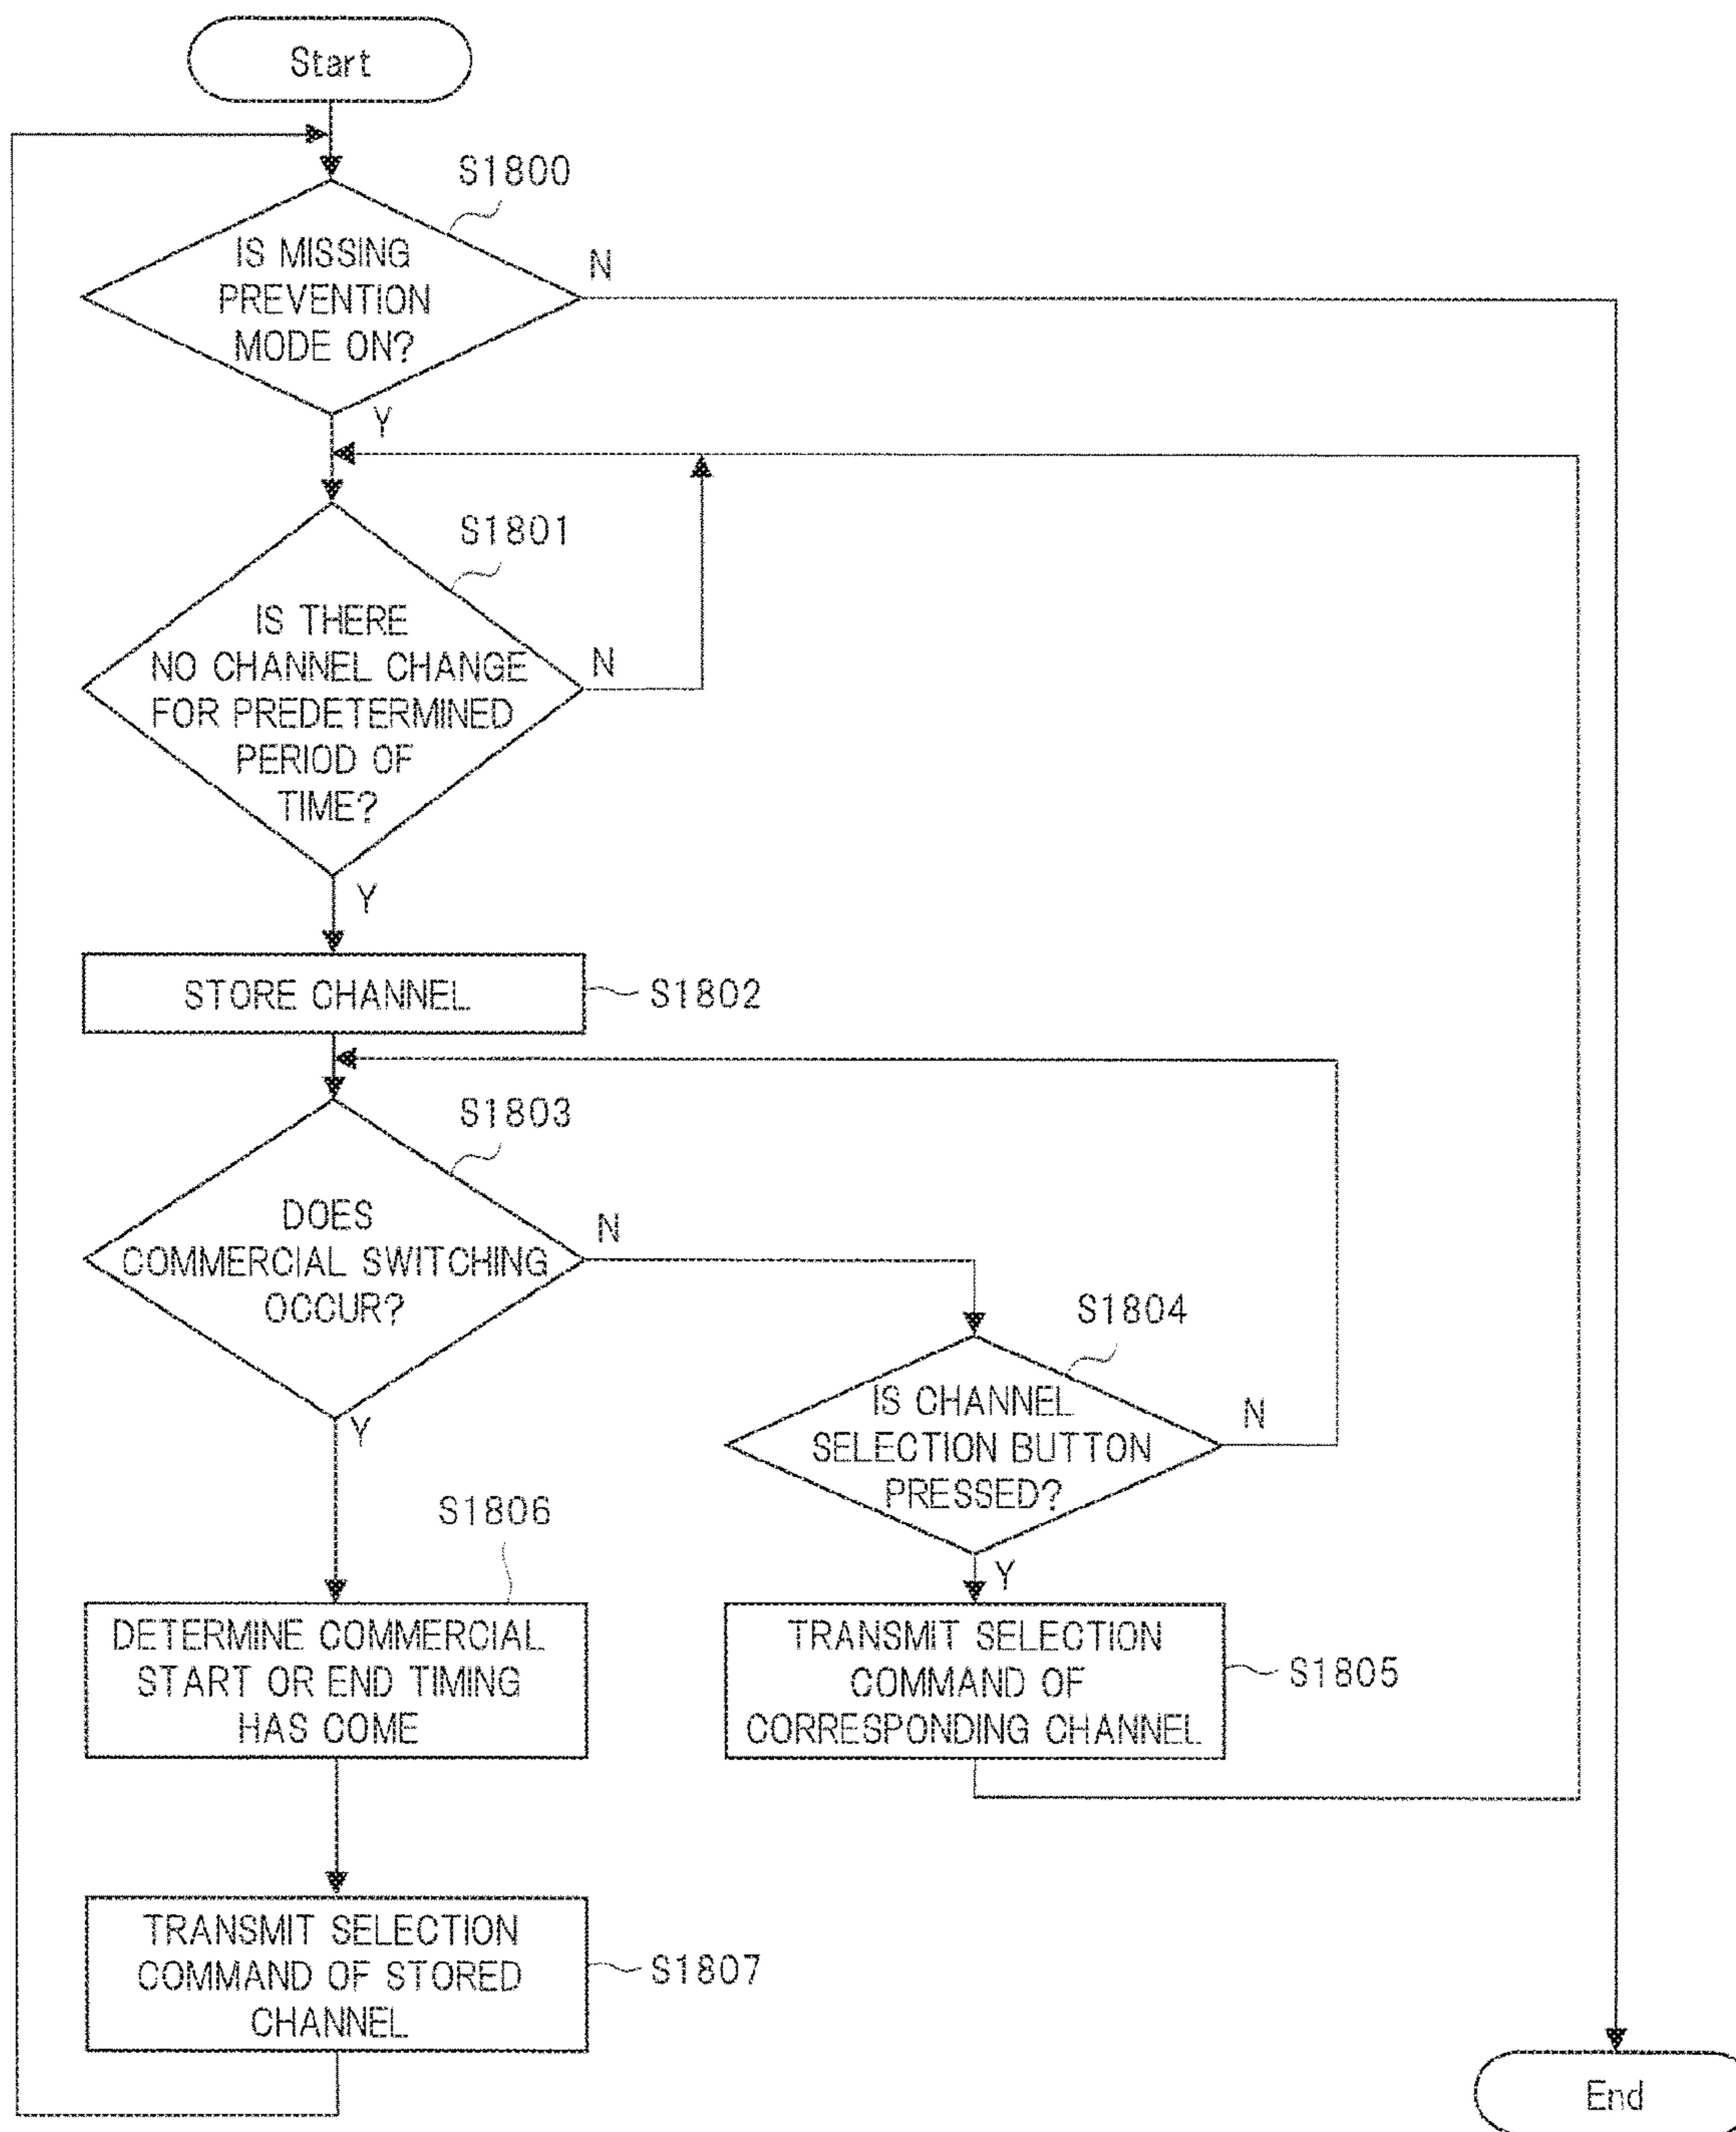 Start
S1800
IS MISSING
PREVENTION
MODE ON?
N
Y
S1801
IS THERE
NO CHANNEL CHANGE
FOR PREDETERMINED
PERIOD OF
TIME?
N
Y
STORE CHANNEL
S1802
S1803
DOES
COMMERCIAL SWITCHING
OCCUR?
N
Y
S1804
IS CHANNEL
SELECTION BUTTON
PRESSED?
N
Y
S1806
DETERMINE COMMERCIAL
START OR END TIMING
HAS COME
TRANSMIT SELECTION
COMMAND OF
CORRESPONDING CHANNEL
S1805
TRANSMIT SELECTION
COMMAND OF STORED
CHANNEL
S1807
End